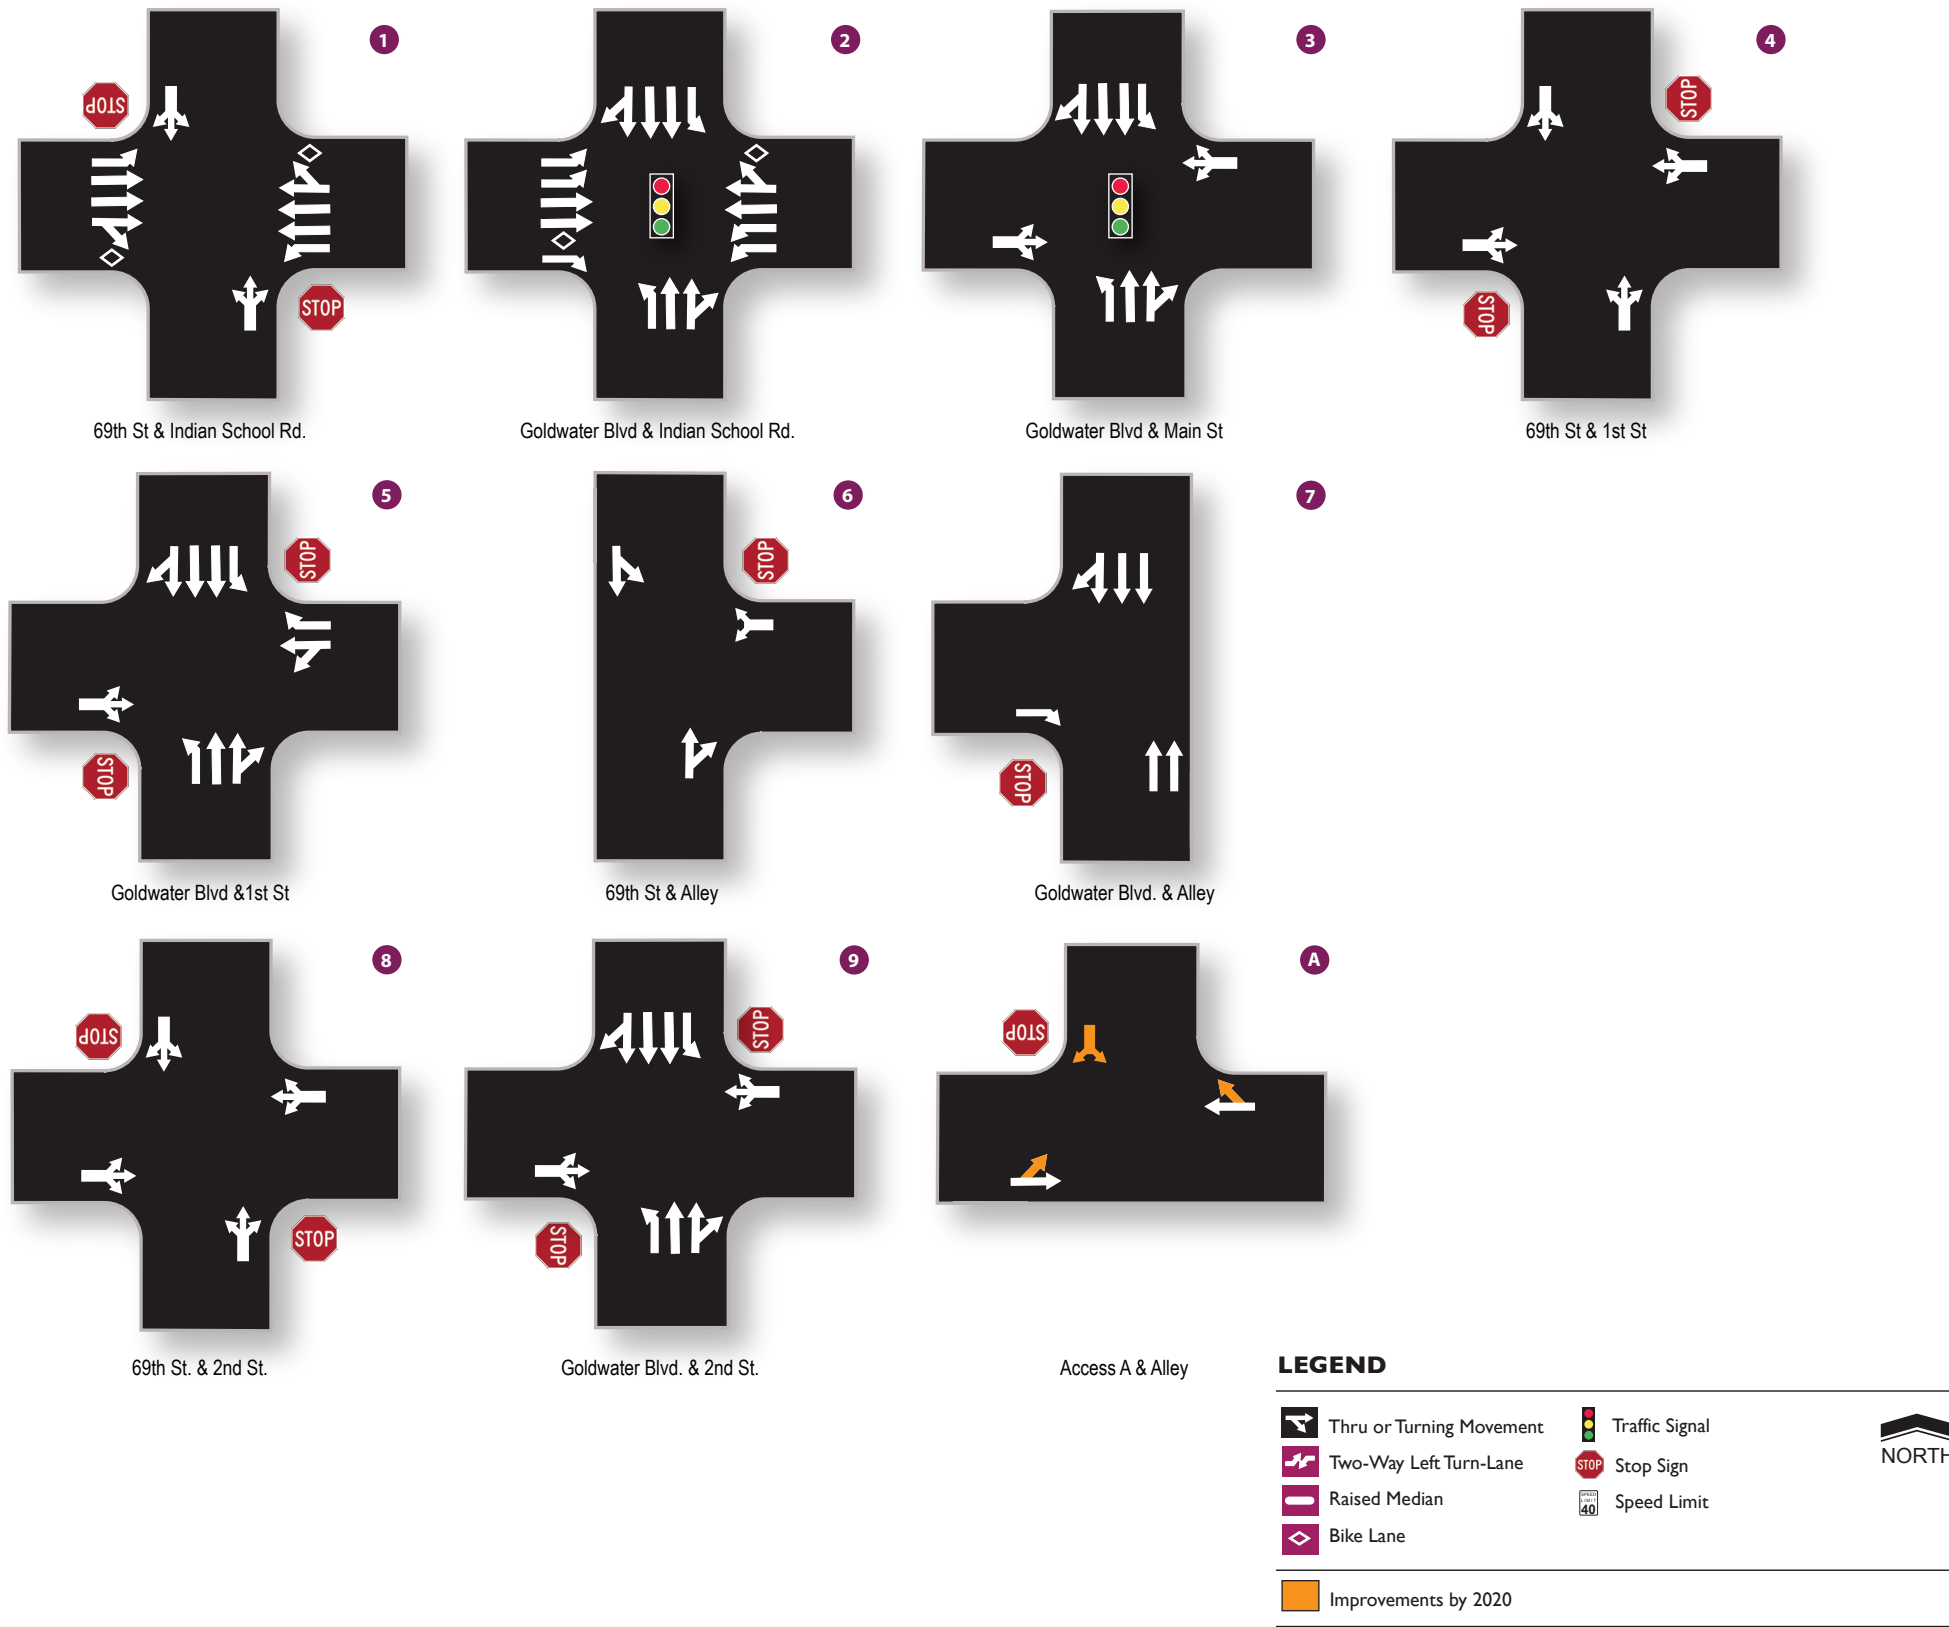 1
2
3
4
STOP
STOP
STOP
STOP
69th St & Indian School Rd.
Goldwater Blvd & Indian School Rd.
Goldwater Blvd & Main St
69th St & 1st St
5
6
7
STOP
STOP
STOP
STOP
Goldwater Blvd &1st St
69th St & Alley
Goldwater Blvd. & Alley
8
9
A
STOP
STOP
STOP
STOP
STOP
69th St. & 2nd St.
Goldwater Blvd. & 2nd St.
Access A & Alley
LEGEND
Thru or Turning Movement
Two-Way Left Turn-Lane
Raised Median
Bike Lane
Traffic Signal
STOP
Stop Sign
SPEED
LIMIT
40
Speed Limit
NORTH
Improvements by 2020